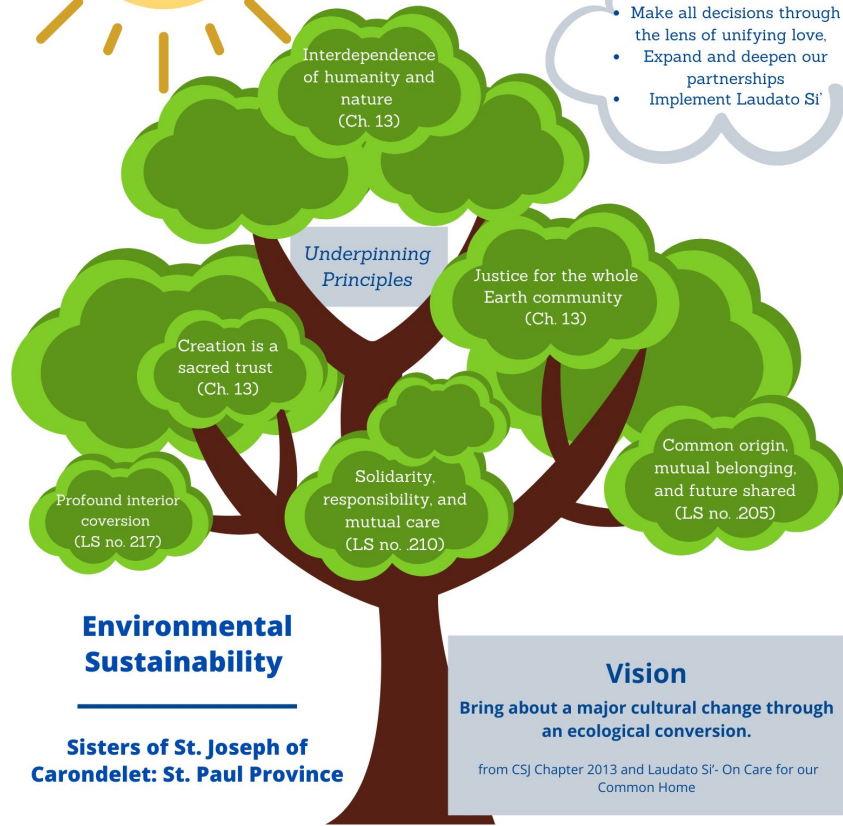 • Make all decisions through
the lens of unifying love,
• Expand and deepen our
partnerships
• Implement Laudato Si'
Interdependence
of humanity and
nature
(Ch. 13)
Underpinning
Principles
Justice for the whole
Earth community
(Ch. 13)
Creation is a
sacred trust
(Ch. 13)
Common origin,
mutual belonging,
and future shared
(LS no. .205)
Solidarity,
responsibility, and
mutual care
(LS no. .210)
Profound interior
coversion
(LS no. 217)
Environmental
Sustainability
Sisters of St. Joseph of
Carondelet: St. Paul Province
Vision
Bring about a major cultural change through
an ecological conversion.
from CSJ Chapter 2013 and Laudato Si'- On Care for our
Common Home